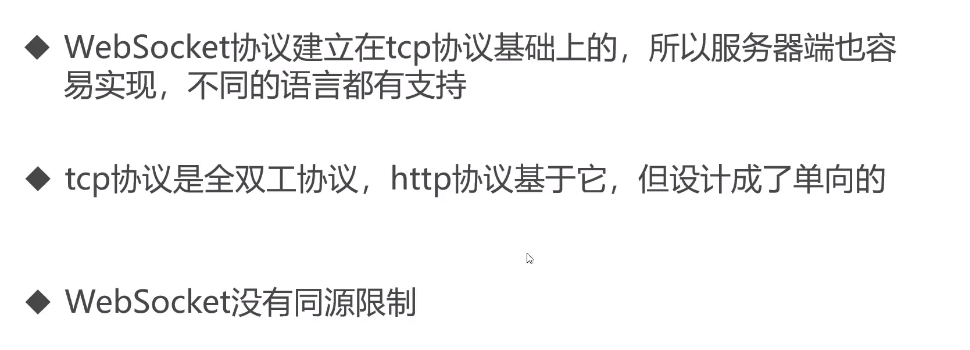 ◆ WebSocket协议建立在tcp协议基础上的，所以服务器端也容
易实现，不同的语言都有支持
◆ tcp协议是全双工协议，http协议基于它，但设计成了单向的
◆ WebSocket没有同源限制